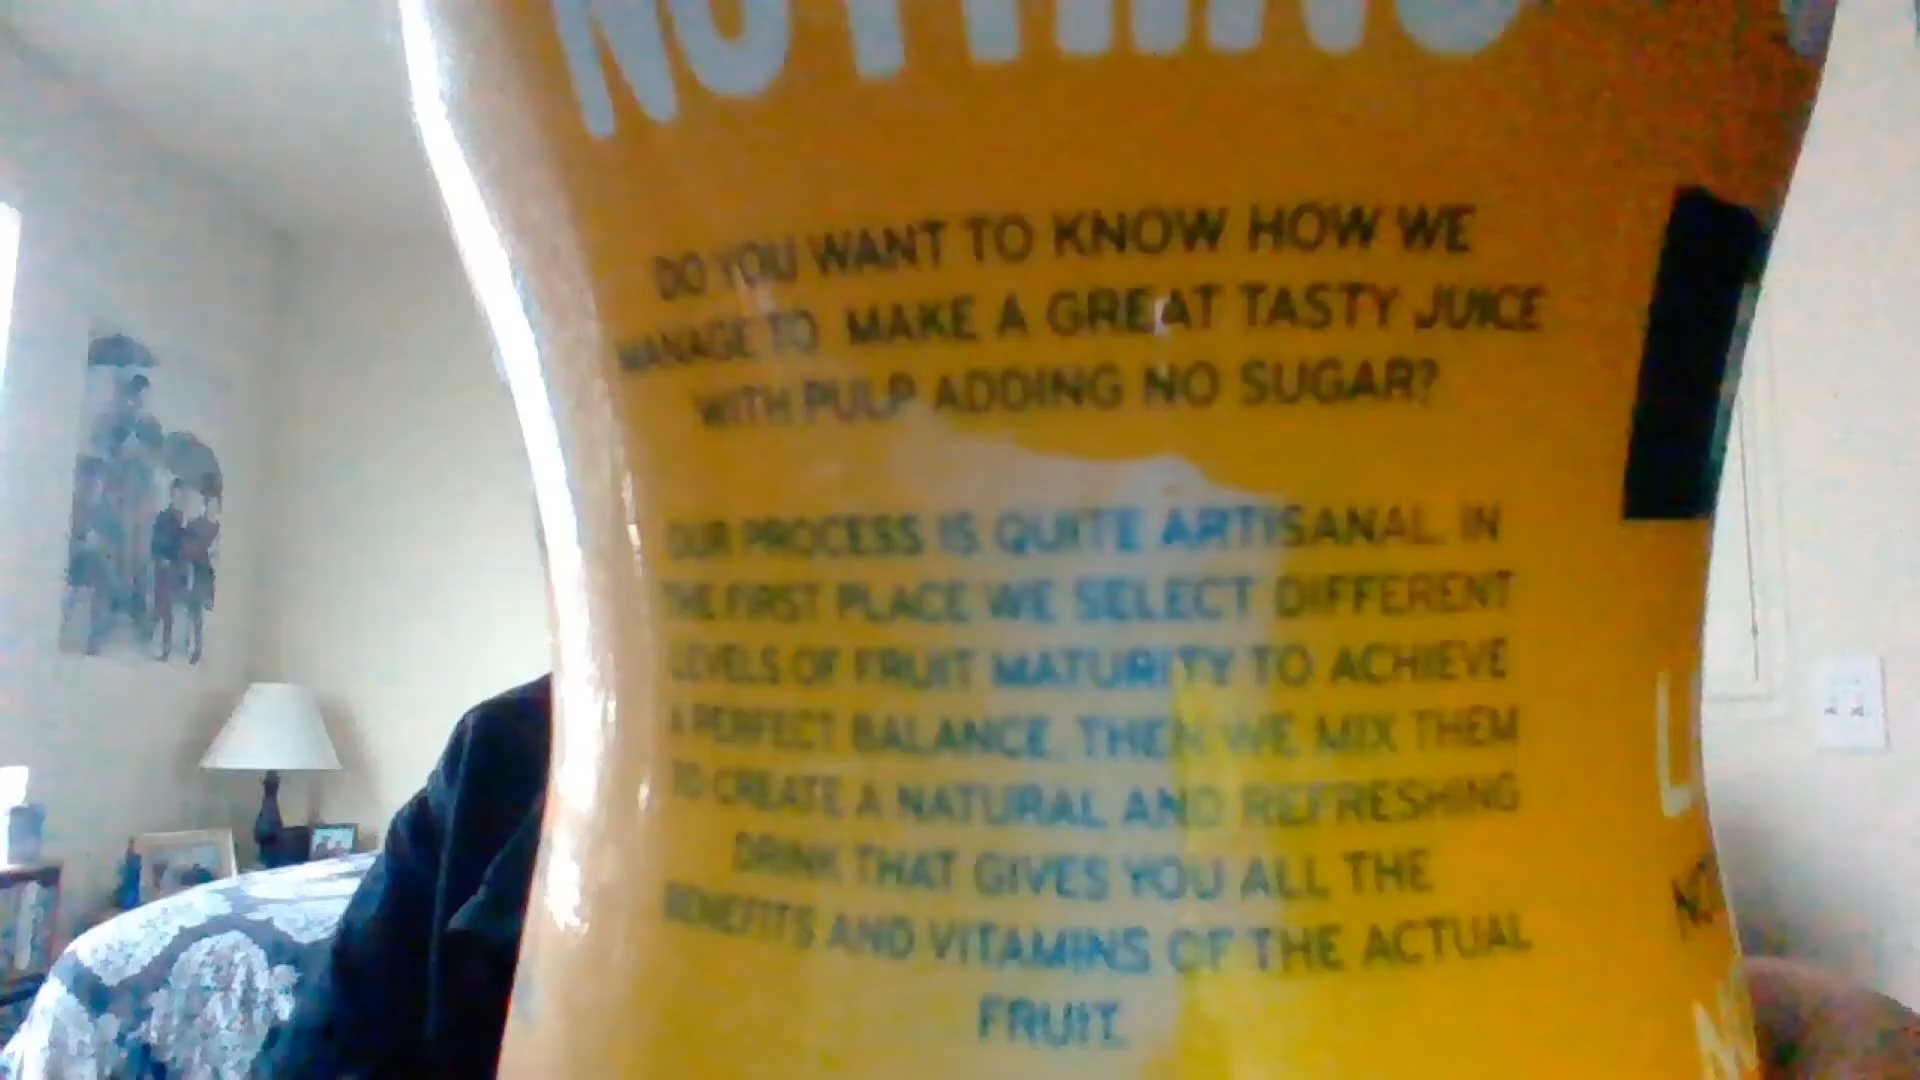 NOTHING
DO YOU WANT TO KNOW HOW WE
MANAGE TO MAKE A GREAT TASTY JUICE
WITH PULP ADDING NO SUGAR?
OUR PROCESS IS QUITE ARTISANAL. IN
THE FIRST PLACE WE SELECT DIFFERENT
LEVELS OF FRUIT MATURITY TO ACHIEVE
A PERFECT BALANCE. THEN WE MIX THEM
TO CREATE A NATURAL AND REFRESHING
DRINK THAT GIVES YOU ALL THE
BENEFITS AND VITAMINS OF THE ACTUAL
FRUIT.